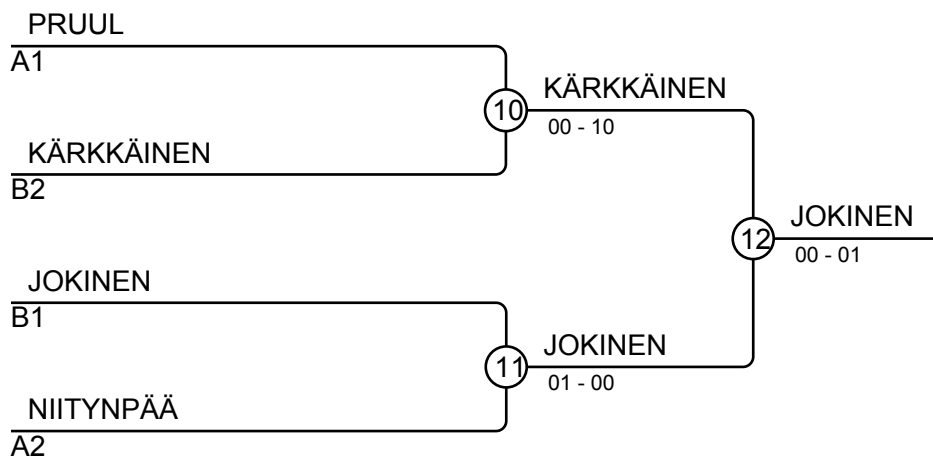 PRUUL
A1
10
KÄRKKÄINEN
00 - 10
KÄRKKÄINEN
B2
12
JOKINEN
00 - 01
JOKINEN
B1
11
JOKINEN
01 - 00
NIITYNPÄÄ
A2